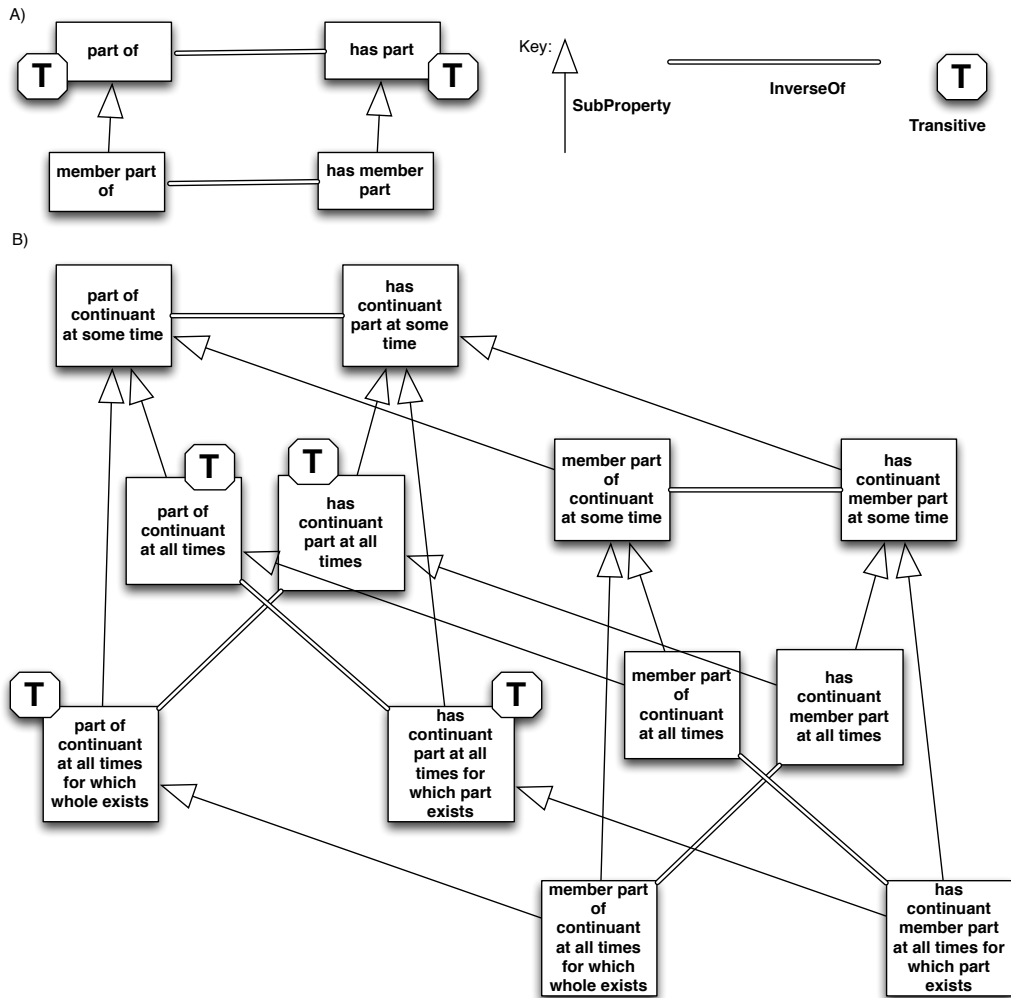 A)
part of
has part
T
T
member part
of
has member
part
Key:
SubProperty
InverseOf
T
Transitive
B)
part of
continuant
at some time
has
continuant
part at some
time
T
part of
continuant
at all times
T
has
continuant
part at all
times
member part
of
continuant
at some time
has
continuant
member part
at some time
T
part of
continuant
at all times
for which
whole exists
T
has
continuant
part at all
times for
which part
exists
member part
of
continuant
at all times
has
continuant
member part
at all times
member part
of
continuant
at all times
for which
whole exists
has
continuant
member part
at all times for
which part
exists